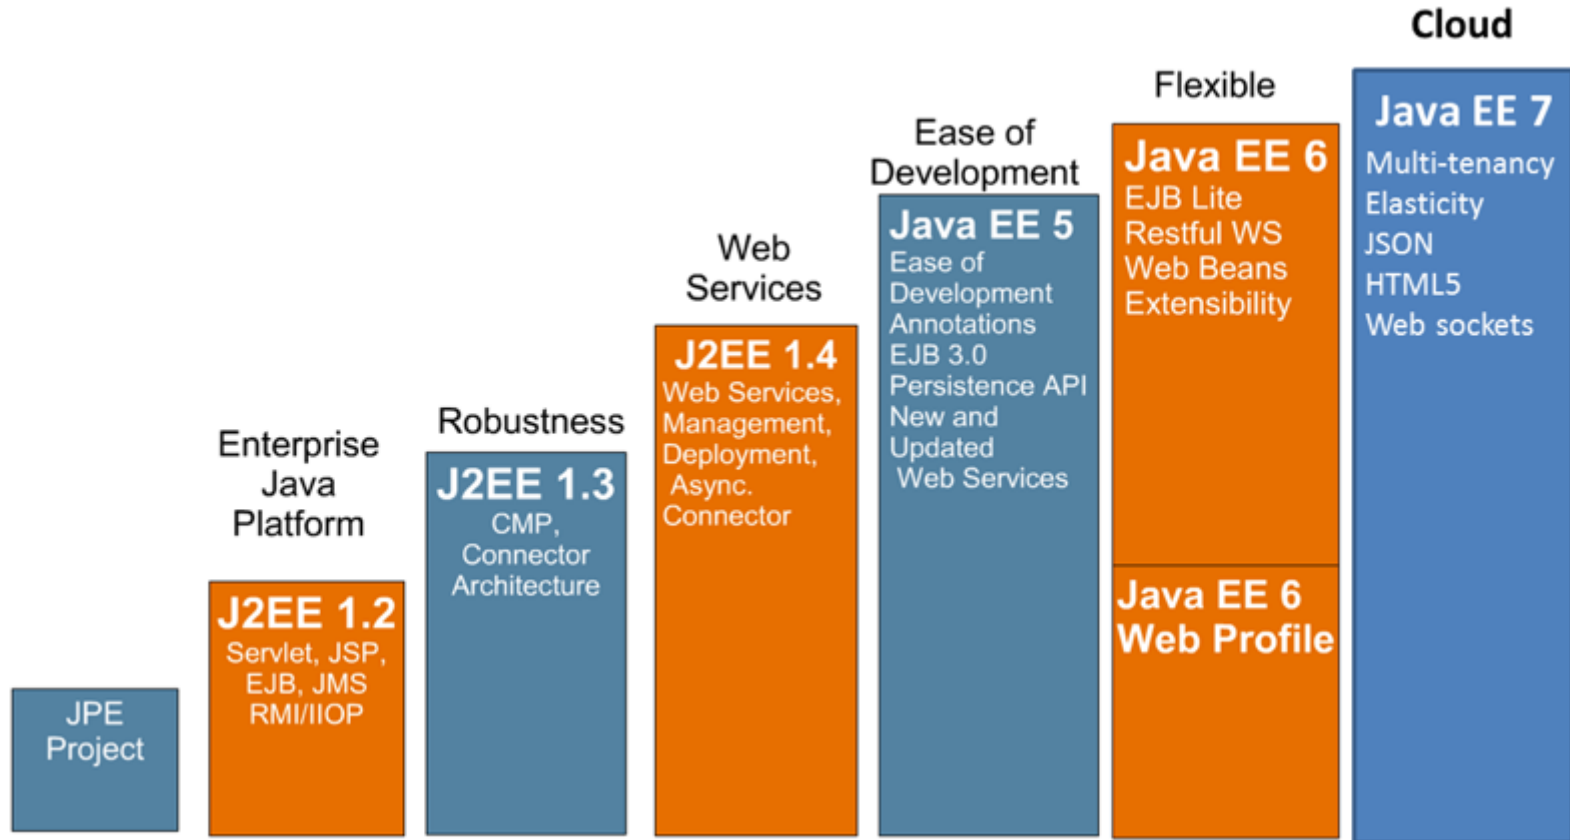 JPE
Project
Enterprise
Java
Platform
J2EE 1.2
Servlet, JSP,
EJB, JMS
RMI/IIOP
Robustness
J2EE 1.3
CMP,
Connector
Architecture
Web
Services
J2EE 1.4
Web Services,
Management,
Deployment,
Async.
Connector
Ease of
Development
Java EE 5
Ease of
Development
Annotations
EJB 3.0
Persistence API
New and
Updated
Web Services
Flexible
Java EE 6
EJB Lite
Restful WS
Web Beans
Extensibility
Java EE 6
Web Profile
Cloud
Java EE 7
Multi-tenancy
Elasticity
JSON
HTML5
Web sockets